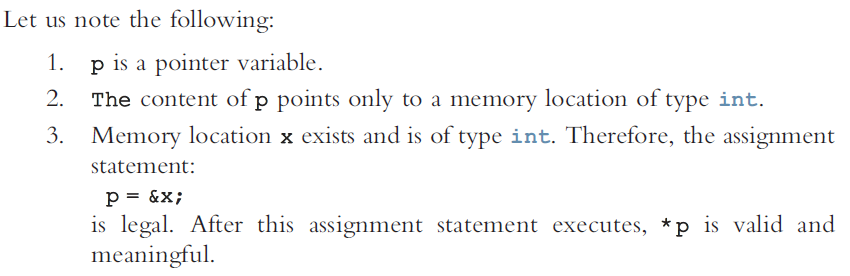 Let us note the following:
1. p is a pointer variable.
2. The content of p points only to a memory location of type int.
3. Memory location x exists and is of type int. Therefore, the assignment
statement:
p = &x;
is legal. After this assignment statement executes, *p is valid and
meaningful.